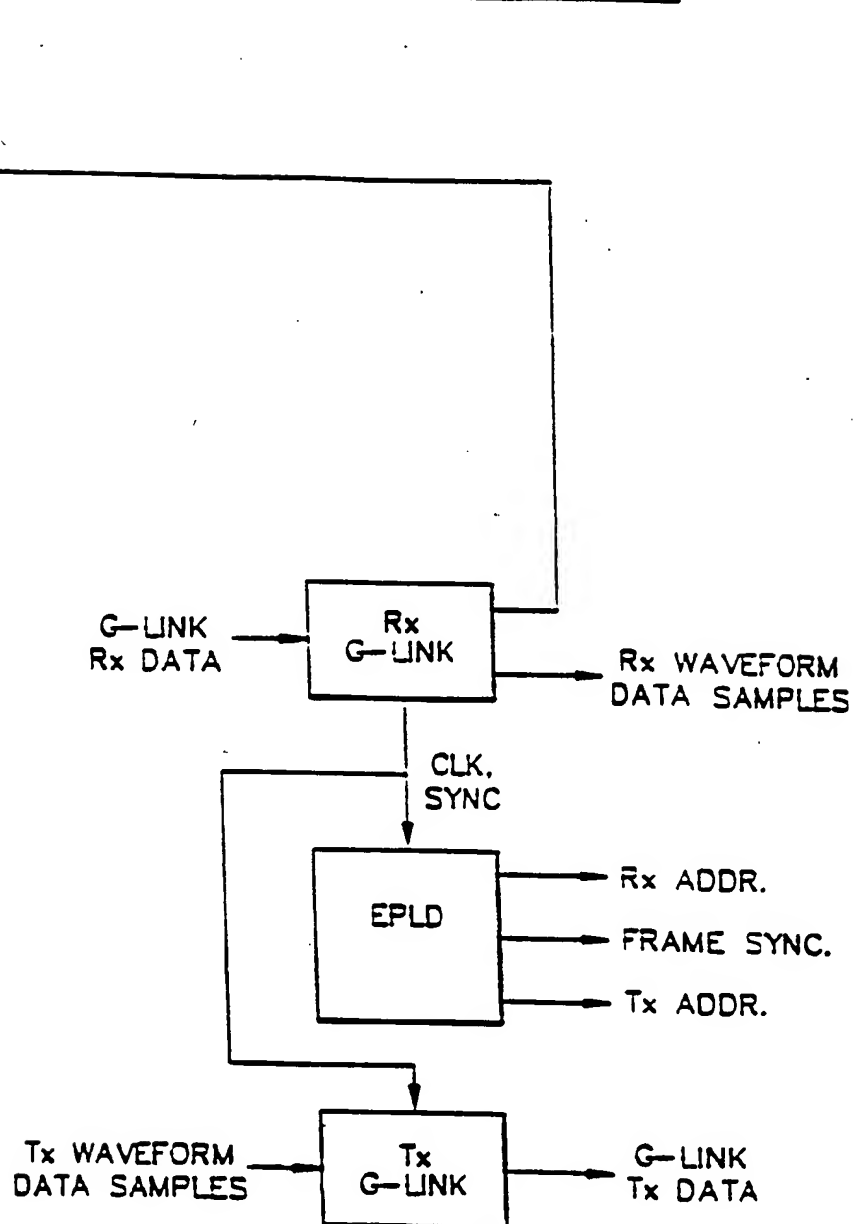 G-LINK
Rx DATA
Rx
G-LINK
Rx WAVEFORM
DATA SAMPLES
CLK,
SYNC
EPLD
Rx ADDR.
FRAME SYNC.
Tx ADDR.
Tx WAVEFORM
DATA SAMPLES
Tx
G-LINK
G-LINK
Tx DATA